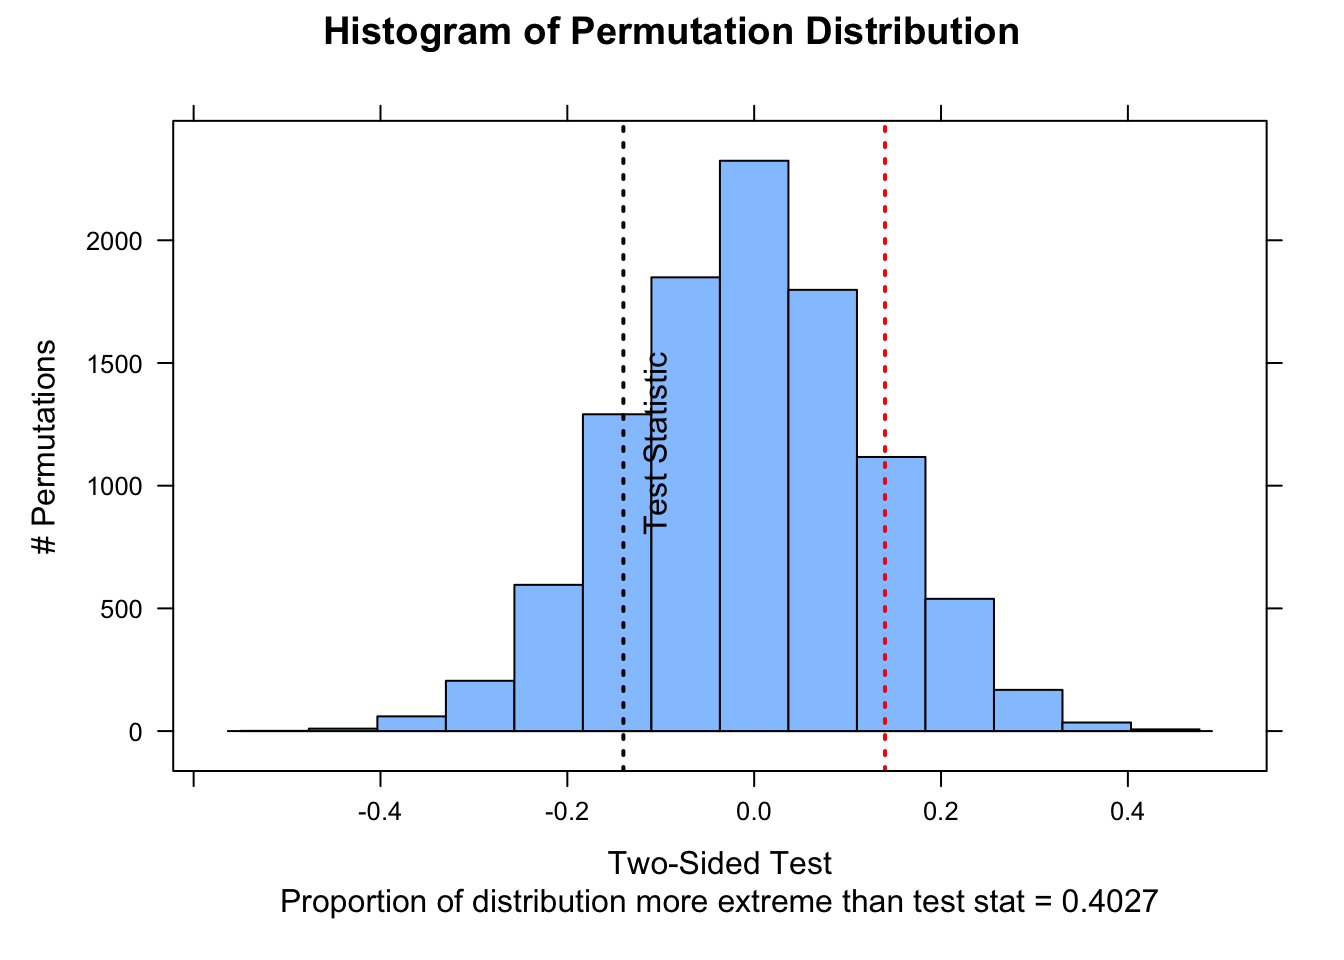 Histogram of Permutation Distribution
# Permutations
2000
1500
1000
500
0
Test Statistic
-0.4
-0.2
0.0
0.2
0.4
Two-Sided Test
Proportion of distribution more extreme than test stat = 0.4027